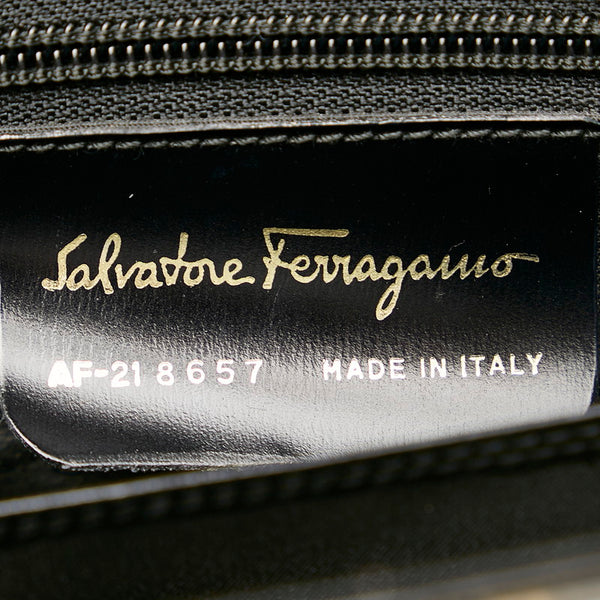 Salvatore Ferragamo
AF-21 8657 MADE IN ITALY